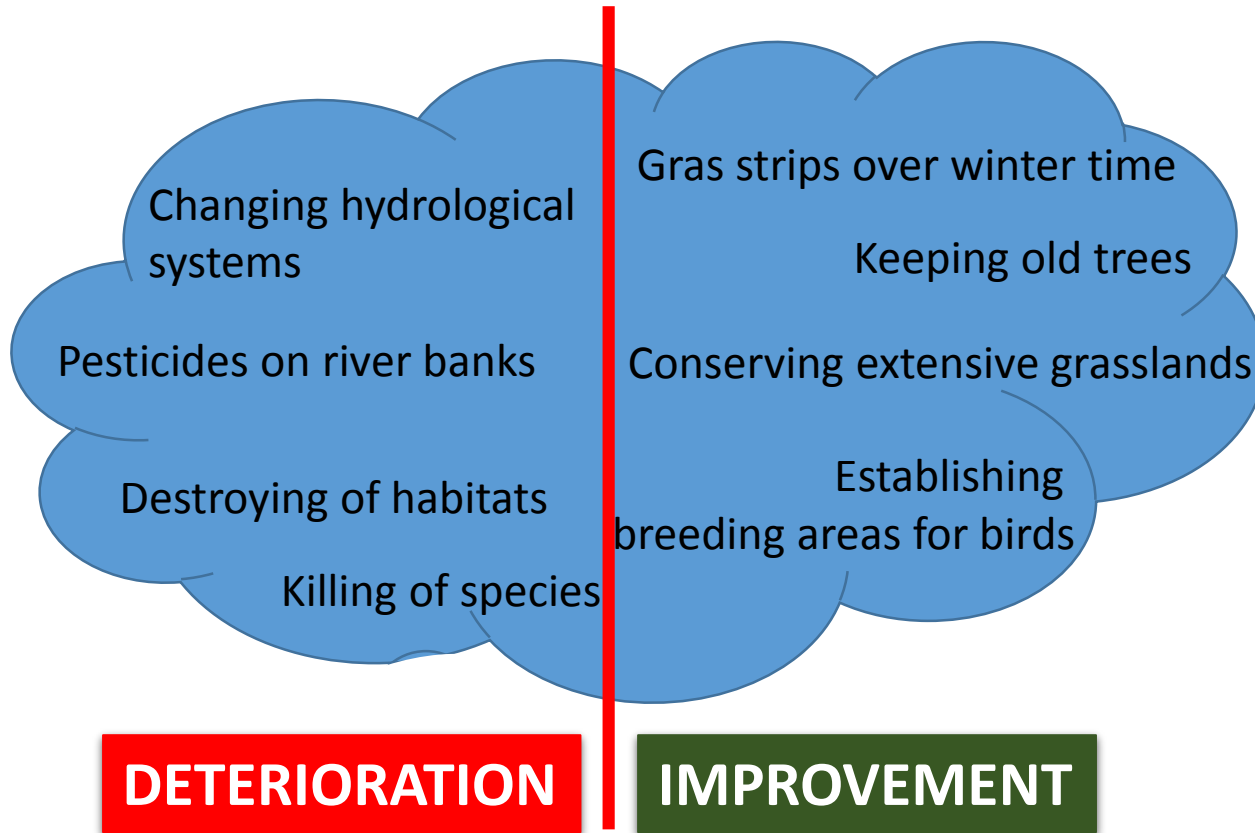 Changing hydrological
systems
Pesticides on river banks
Destroying of habitats
Killing of species
Gras strips over winter time
Keeping old trees
Conserving extensive grasslands
Establishing
breeding areas for birds
DETERIORATION
IMPROVEMENT